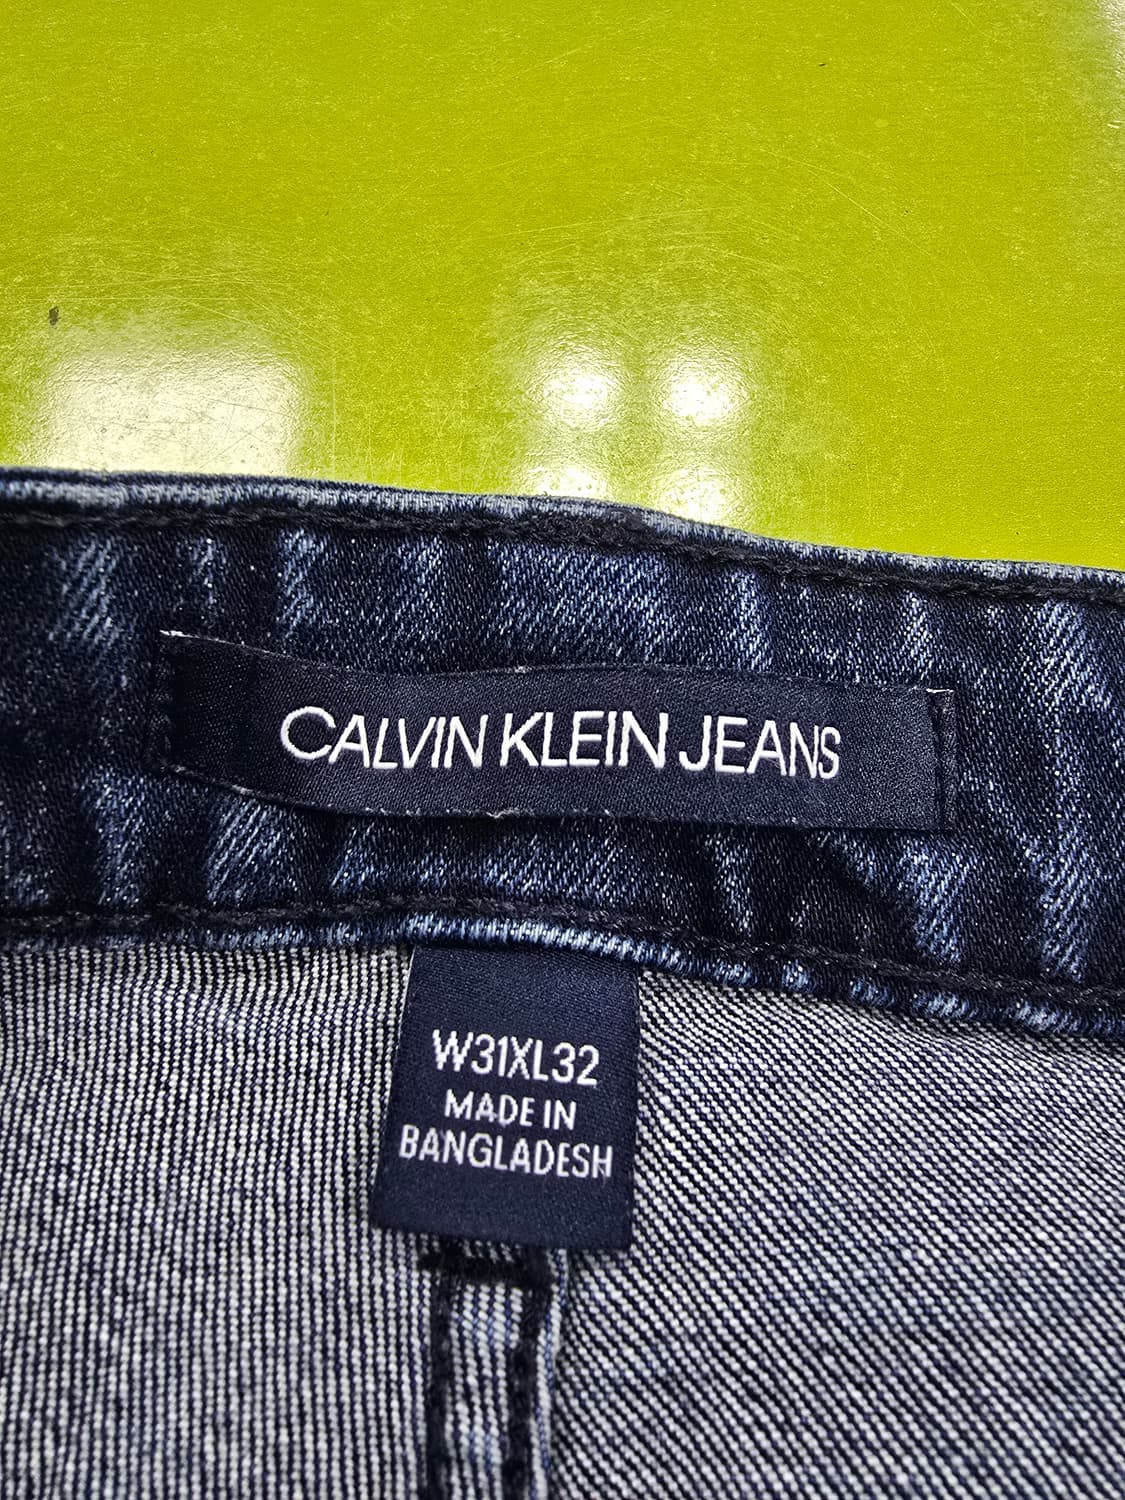 CALVIN KLEIN JEANS
W31XL32
MADE IN
BANGLADESH